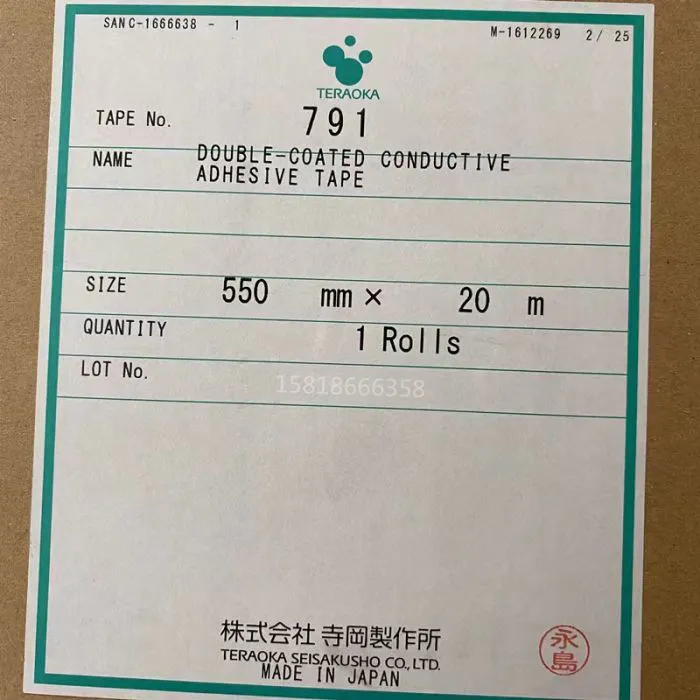 SANC-1666638 - 1
M-1612269 2/ 25
TERAOKA
TAPE No. 791
NAME DOUBLE-COATED CONDUCTIVE
ADHESIVE TAPE
SIZE 550 mm × 20 m
QUANTITY 1 Rolls
LOT No.
15818666358
株式会社 寺岡製作所
TERAOKA SEISAKUSHO CO., LTD.
MADE IN JAPAN
永島